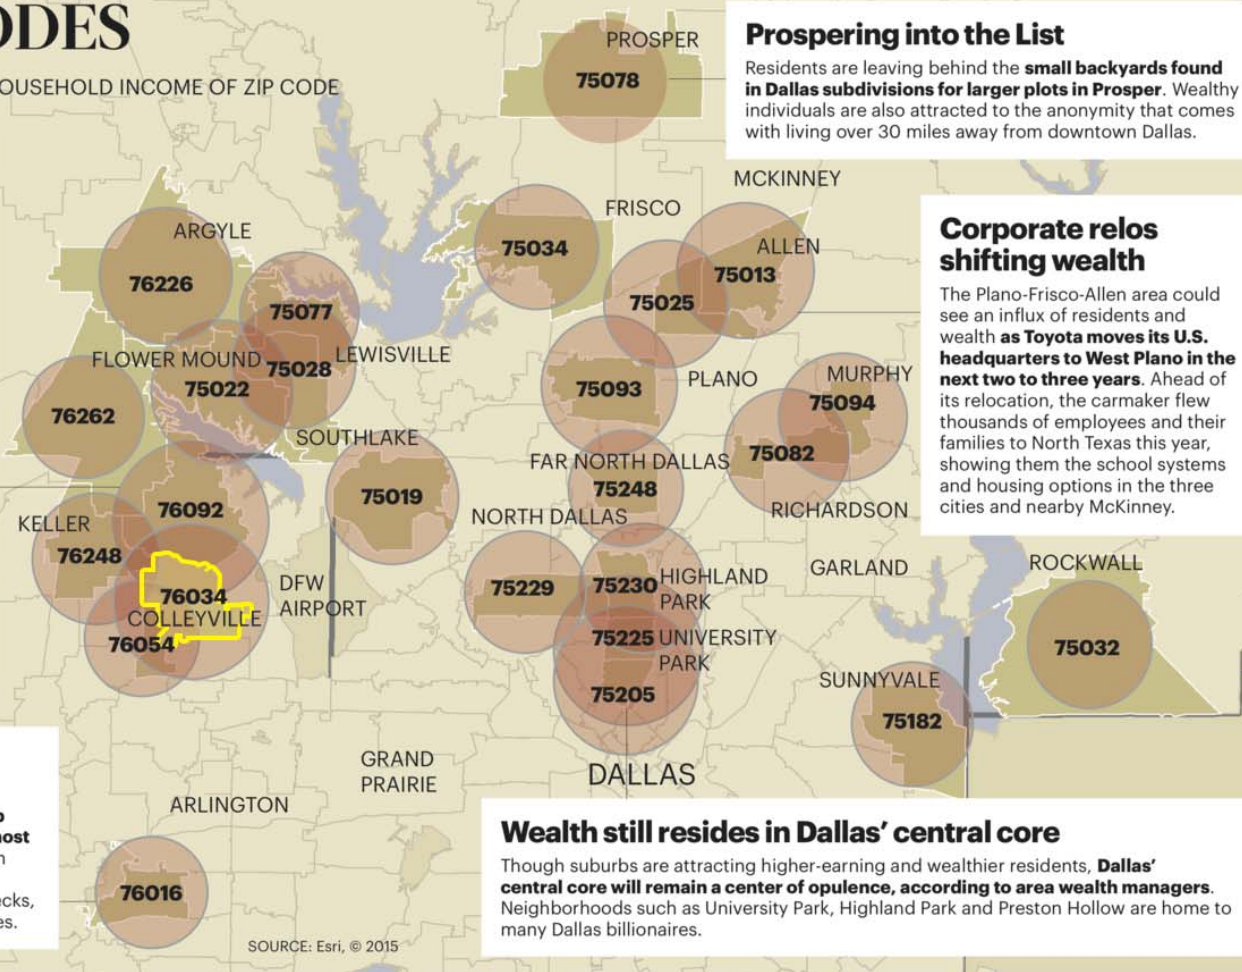 ODES
OUSEHOLD INCOME OF ZIP CODE
PROSPER
75078
Prospering into the List
Residents are leaving behind the small backyards found
in Dallas subdivisions for larger plots in Prosper. Wealthy
individuals are also attracted to the anonymity that comes
with living over 30 miles away from downtown Dallas.
MCKINNEY
FRISCO
ARGYLE
75034
ALLEN
75013
76226
75025
75077
Corporate relos
shifting wealth
The Plano-Frisco-Allen area could
see an influx of residents and
wealth as Toyota moves its U.S.
headquarters to West Plano in the
next two to three years. Ahead of
its relocation, the carmaker flew
thousands of employees and their
families to North Texas this year,
showing them the school systems
and housing options in the three
cities and nearby McKinney.
FLOWER MOUND
LEWISVILLE
75028
75022
75093
PLANO
MURPHY
75094
76262
SOUTHLAKE
75082
FAR NORTH DALLAS
75248
75019
76092
RICHARDSON
NORTH DALLAS
KELLER
76248
GARLAND
ROCKWALL
DFW
AIRPORT
75229
75230
HIGHLAND
PARK
76034
COLLEYVILLE
76054
75225
UNIVERSITY
PARK
75032
SUNNYVALE
75205
75182
GRAND
PRAIRIE
DALLAS
ARLINGTON
76016
Wealth still resides in Dallas’ central core
Though suburbs are attracting higher-earning and wealthier residents, Dallas’
central core will remain a center of opulence, according to area wealth managers.
Neighborhoods such as University Park, Highland Park and Preston Hollow are home to
many Dallas billionaires.
ost
ecks,
es.
SOURCE: Esri, © 2015